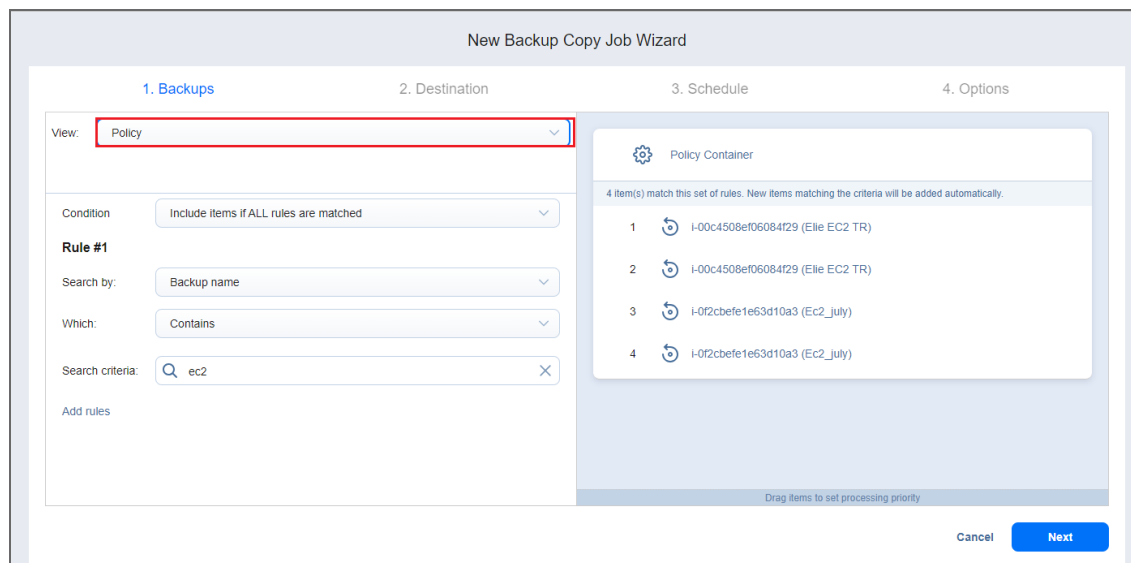 New Backup Copy Job Wizard
1. Backups
2. Destination
3. Schedule
4. Options
View:
Policy
Condition
Include items if ALL rules are matched
Rule #1
Search by:
Backup name
Which:
Contains
Search criteria:
ec2
Add rules
Policy Container
4 item(s) match this set of rules. New items matching the criteria will be added automatically.
1 i-00c4508ef06084f29 (Elie EC2 TR)
2 i-00c4508ef06084f29 (Elie EC2 TR)
3 i-0f2cbefe1e63d10a3 (Ec2_july)
4 i-0f2cbefe1e63d10a3 (Ec2_july)
Drag items to set processing priority
Cancel
Next